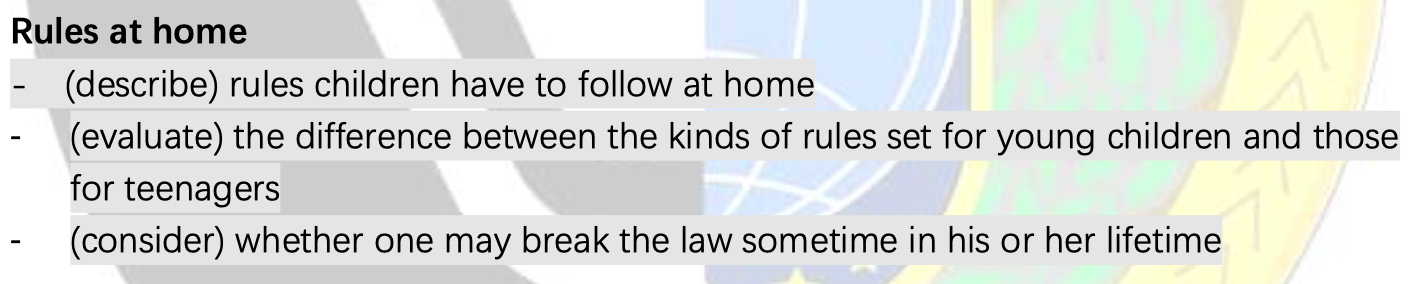 Rules at home
- (describe) rules children have to follow at home
- (evaluate) the difference between the kinds of rules set for young children and those
for teenagers
- (consider) whether one may break the law sometime in his or her lifetime